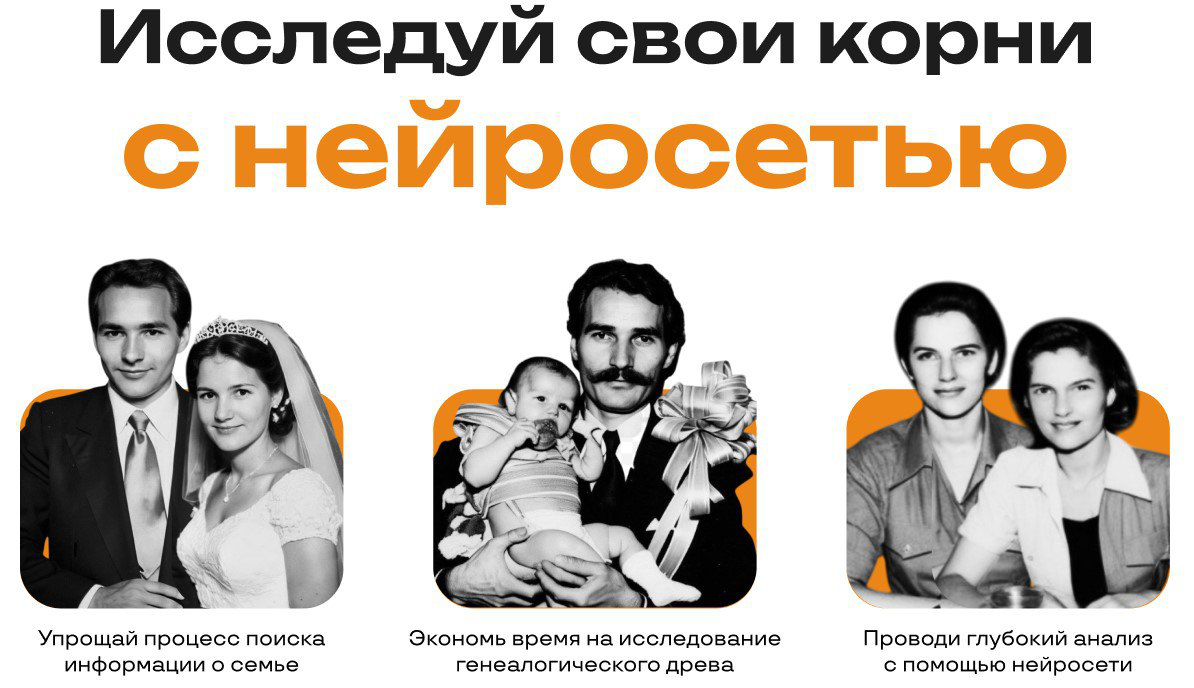 Исследуй свои корни
с нейросетью
Упрощай процесс поиска
информации о семье
Экономь время на исследование
генеалогического древа
Проводи глубокий анализ
с помощью нейросети